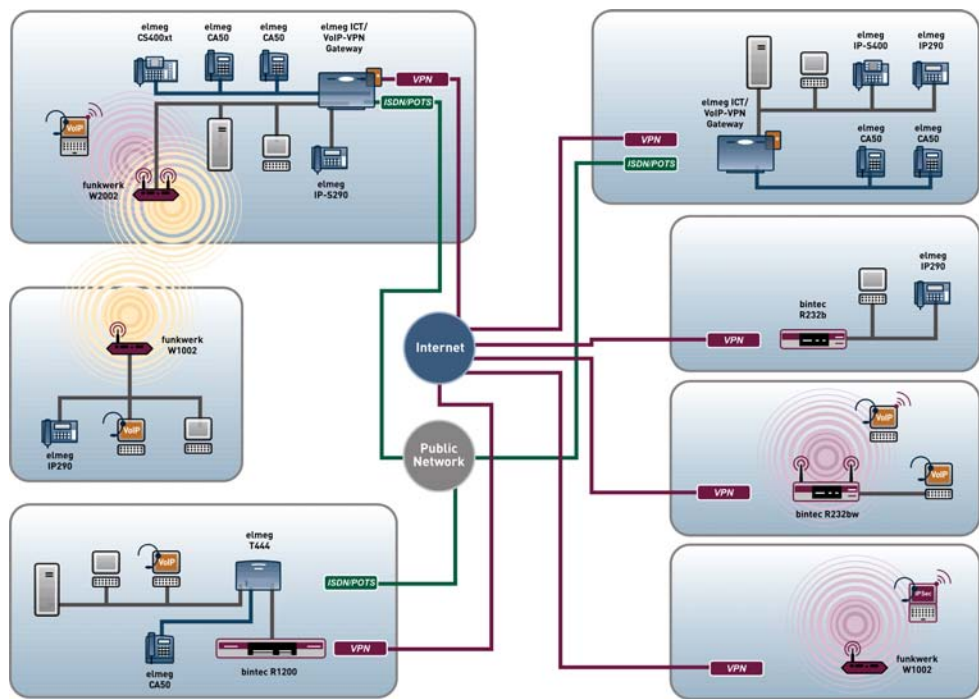 elmeg
CS400xt
elmeg
CA50
elmeg
CA50
elmeg ICT/
VoIP-VPN
Gateway
VPN
ISDN/POTS
VoIP
funkwerk
W2002
elmeg
IP-S290
elmeg
IP-S400
elmeg
IP290
elmeg ICT/
VoIP-VPN
Gateway
VPN
ISDN/POTS
elmeg
CA50
elmeg
CA50
funkwerk
W1002
elmeg
IP290
VoIP
Internet
Public
Network
elmeg
IP290
bintec
R232b
VPN
VoIP
VoIP
VPN
bintec R232bw
elmeg
T444
VoIP
ISDN/POTS
elmeg
CA50
bintec R1200
VPN
IPSec
VPN
funkwerk
W1002